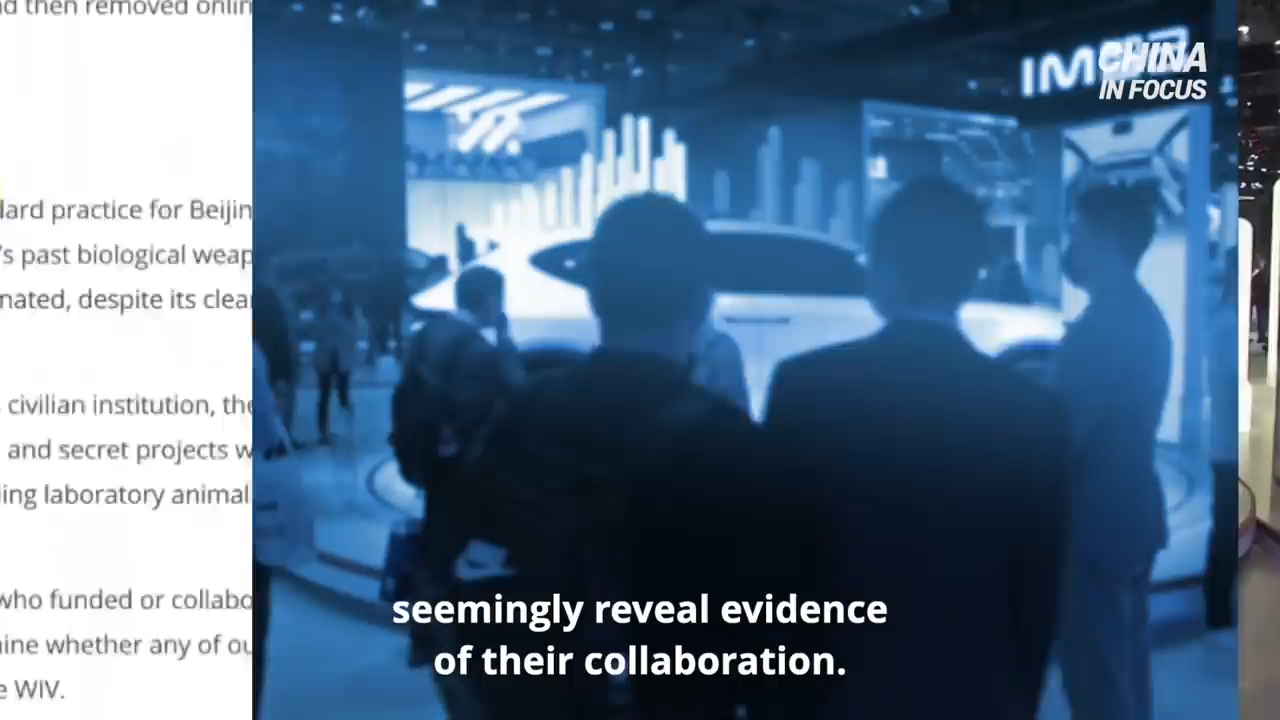 d then removed onlin
CHINA
IN FOCUS
dard practice for Beijin
's past biological weap
nated, despite its clear
civilian institution, the
and secret projects w
ling laboratory animal
who funded or collabo
ine whether any of ou
e WIV.
seemingly reveal evidence
of their collaboration.